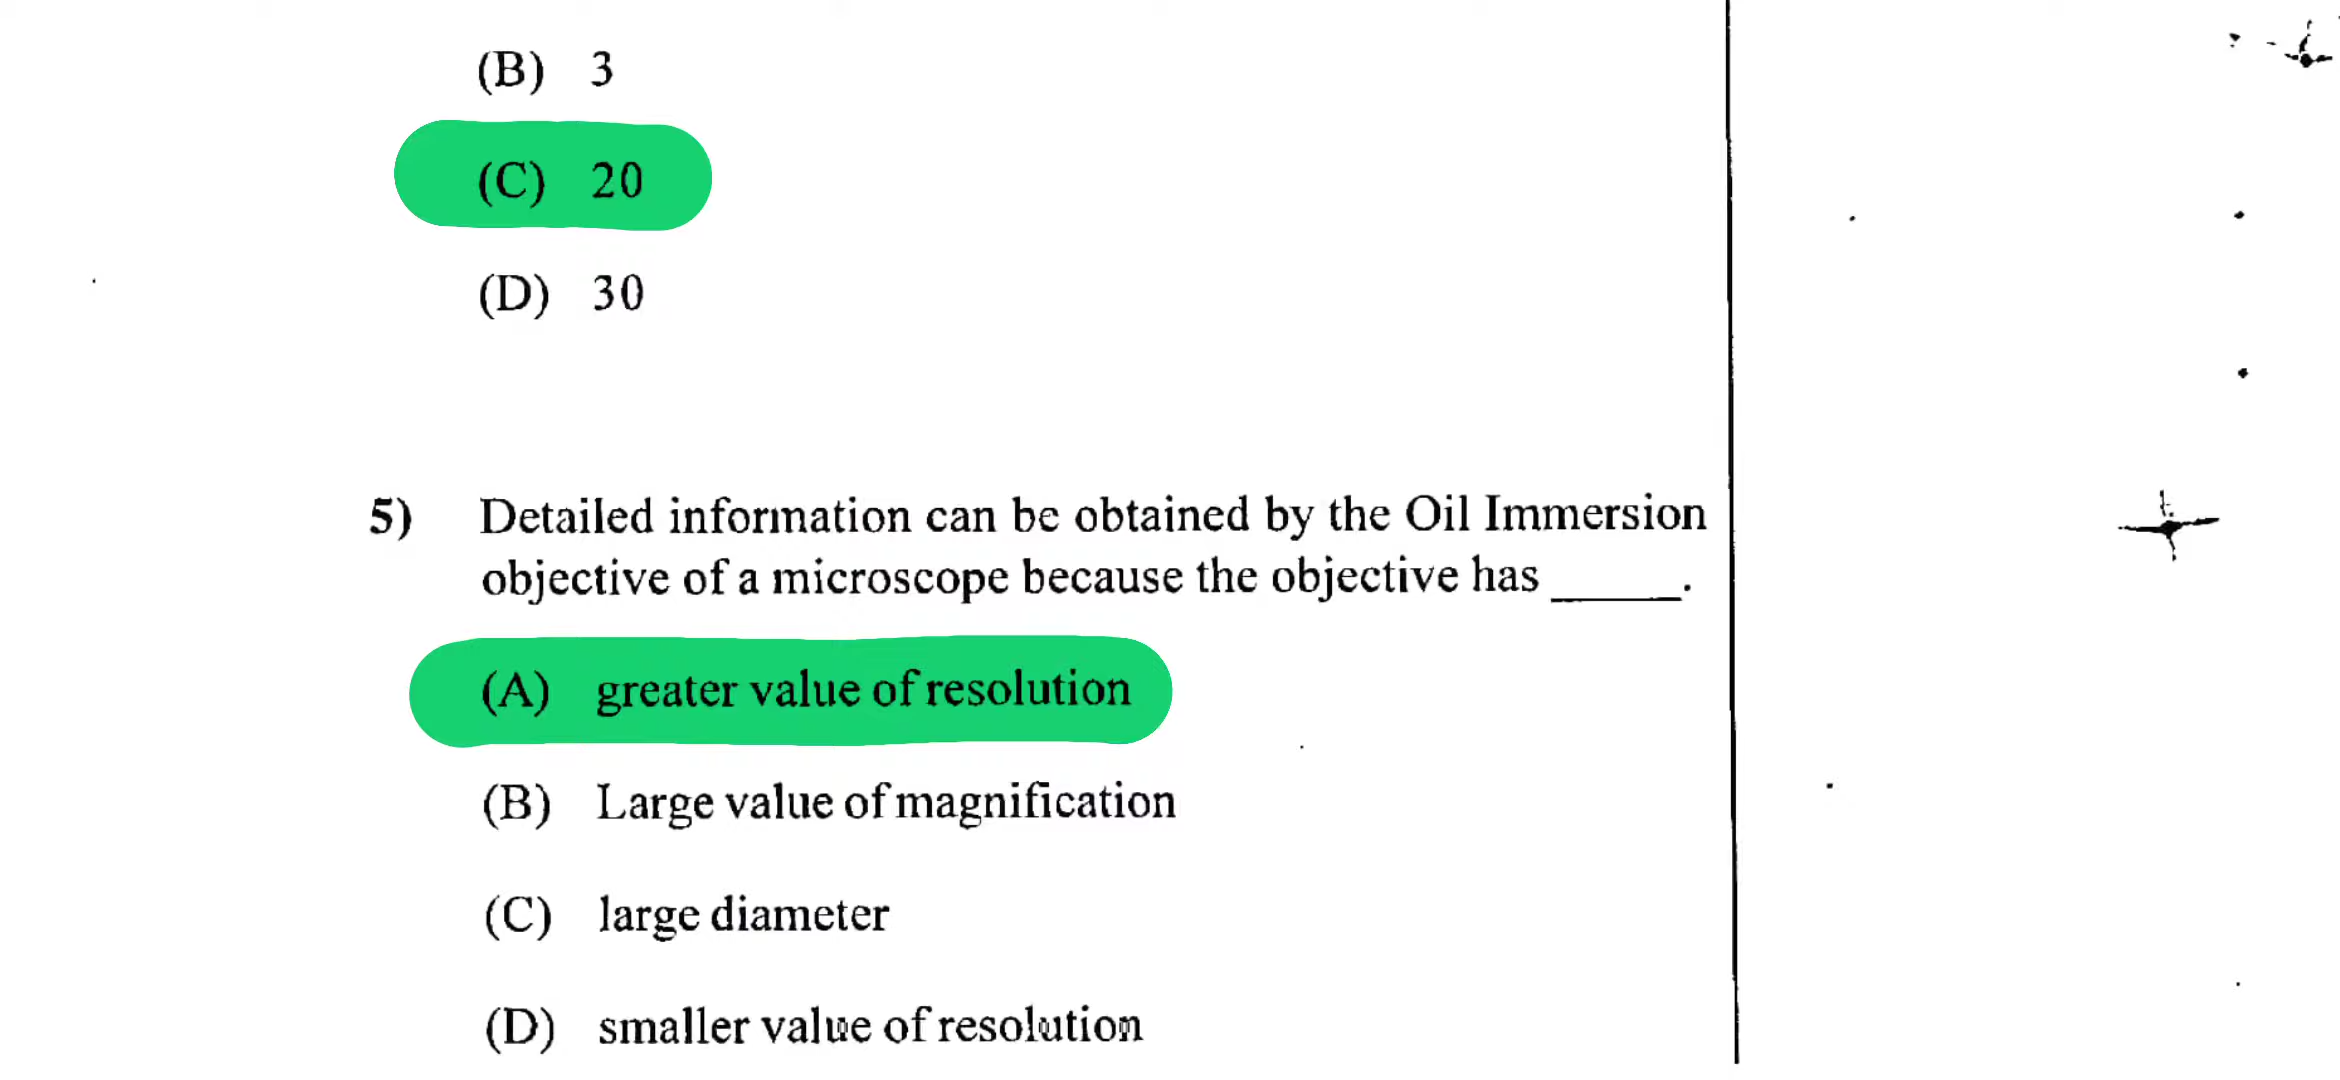 (B) 3
(C) 20
(D) 30
5) Detailed information can be obtained by the Oil Immersion
objective of a microscope because the objective has _____.
(A) greater value of resolution
(B) Large value of magnification
(C) large diameter
(D) smaller value of resolution